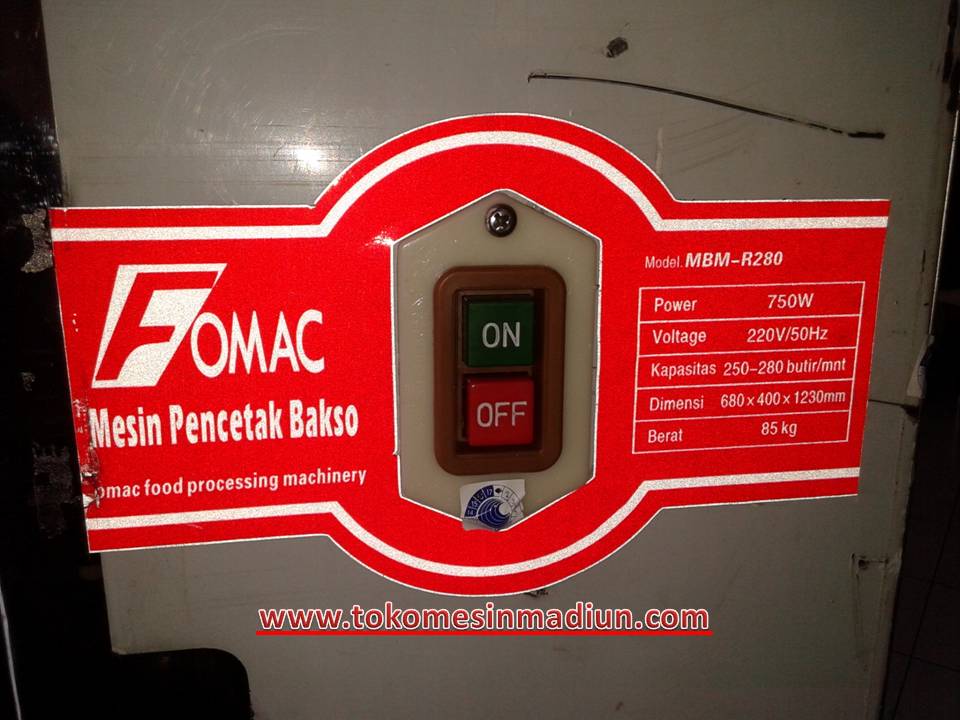 FOMAC
Mesin Pencetak Bakso
omac food processing machinery
ON
OFF
Model. MBM-R280
Power 750W
Voltage 220V/50Hz
Kapasitas 250-280 butir/mnt
Dimensi 680 x 400 x 1230mm
Berat 85 kg
www.tokomesinmadiun.com